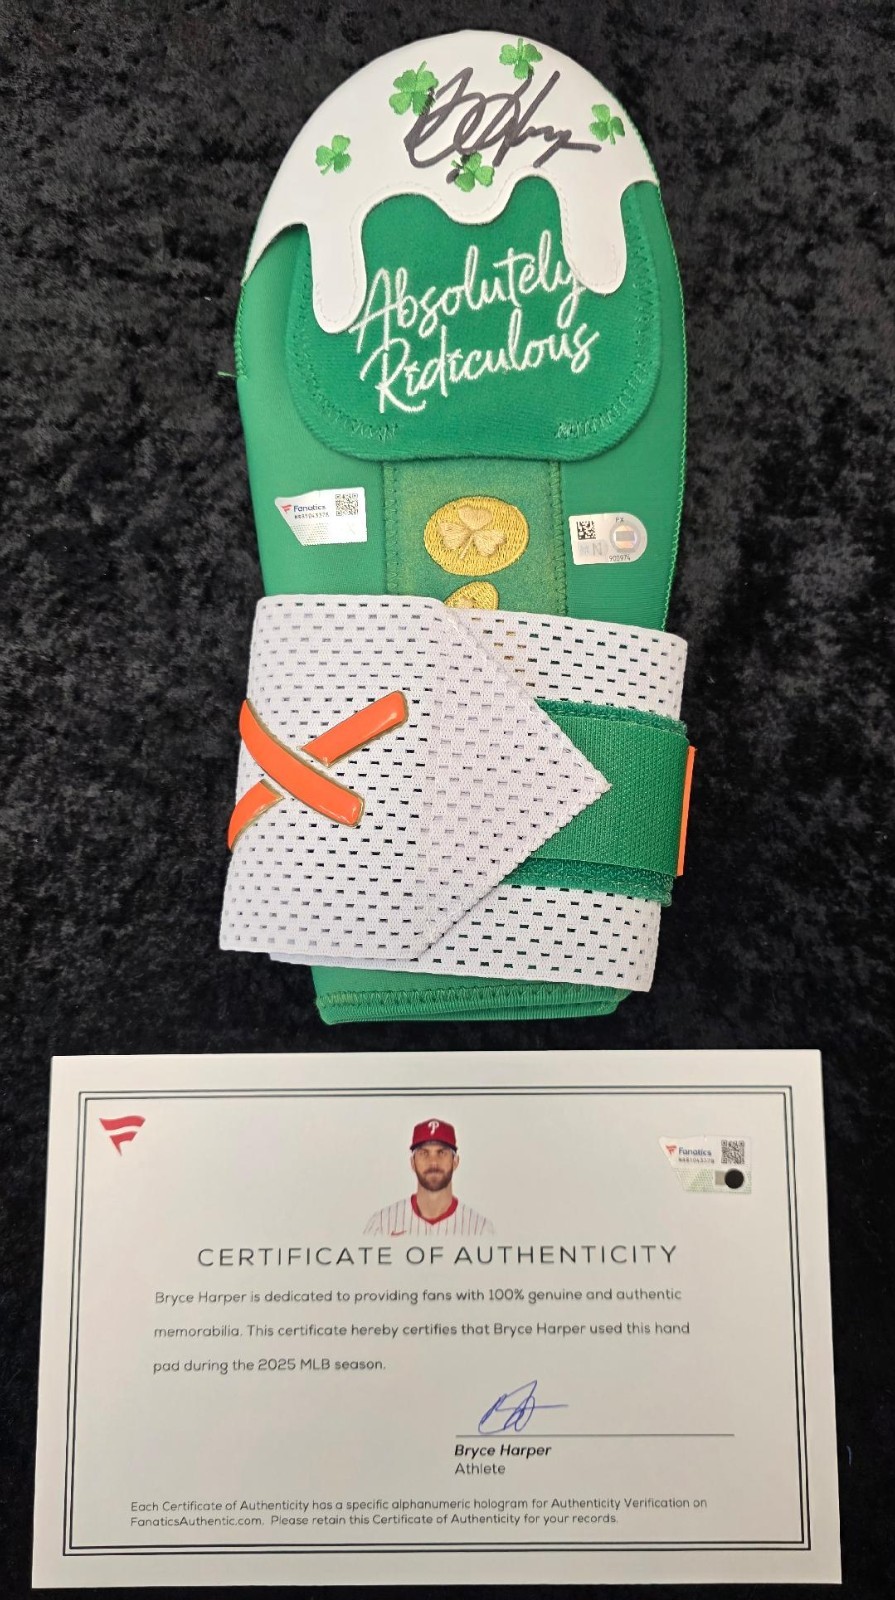 Absolutely
Ridiculous
Fanatics
FX
902974
Fanatics
CERTIFICATE OF AUTHENTICITY
Bryce Harper is dedicated to providing fans with 100% genuine and authentic
memorabilia. This certificate hereby certifies that Bryce Harper used this hand
pad during the 2025 MLB season.
Bryce Harper
Athlete
Each Certificate of Authenticity has a specific alphanumeric hologram for Authenticity Verification on
FanaticsAuthentic.com. Please retain this Certificate of Authenticity for your records.